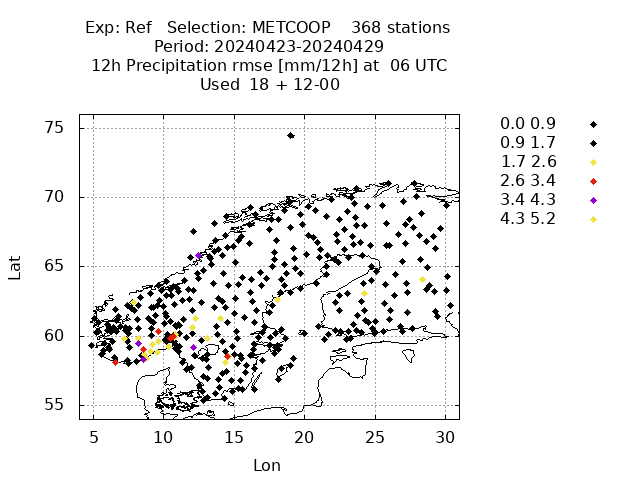 Exp: Ref   Selection: METCOOP    368 stations
Period: 20240423-20240429
12h Precipitation rmse [mm/12h] at  06 UTC
Used  18 + 12-00
75
70
65
60
55
Lat
5 10 15 20 25 30
Lon
0.0 0.9
0.9 1.7
1.7 2.6
2.6 3.4
3.4 4.3
4.3 5.2